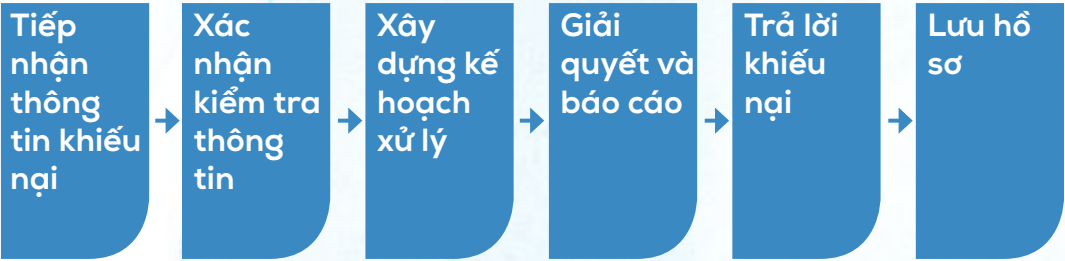 Tiếp
nhận
thông
tin khiếu
nại
Xác
nhận
kiểm tra
thông
tin
Xây
dựng kế
hoạch
xử lý
Giải
quyết và
báo cáo
Trả lời
khiếu
nại
Lưu hồ
sơ